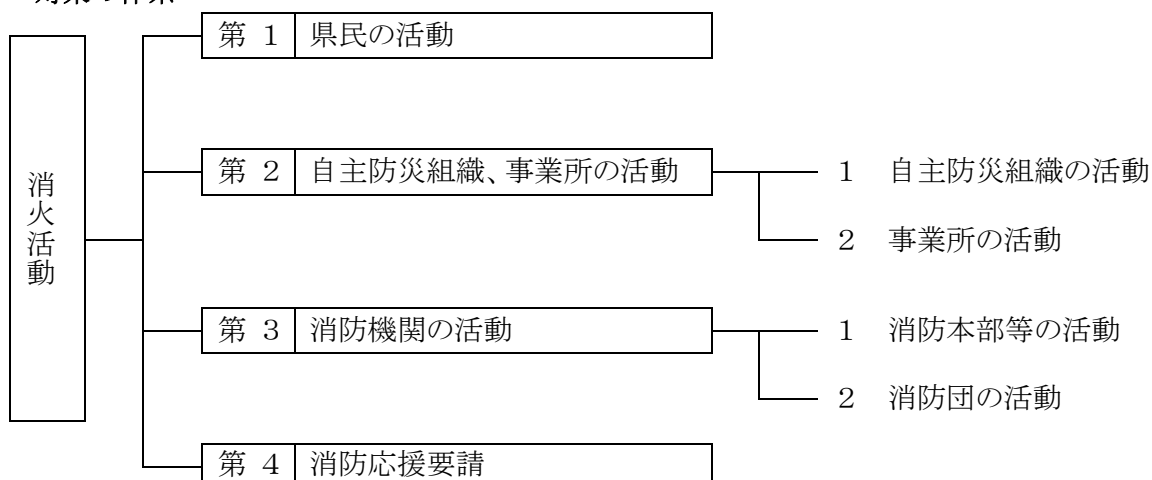 消火活動
第 1 県民の活動
第 2 自主防災組織、事業所の活動
1 自主防災組織の活動
2 事業所の活動
第 3 消防機関の活動
1 消防本部等の活動
2 消防団の活動
第 4 消防応援要請